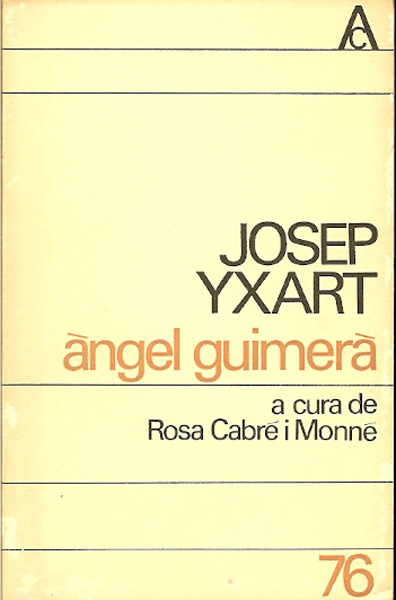 AC
JOSEP
YXART
àngel guimerà
a cura de
Rosa Cabré i Monné
76